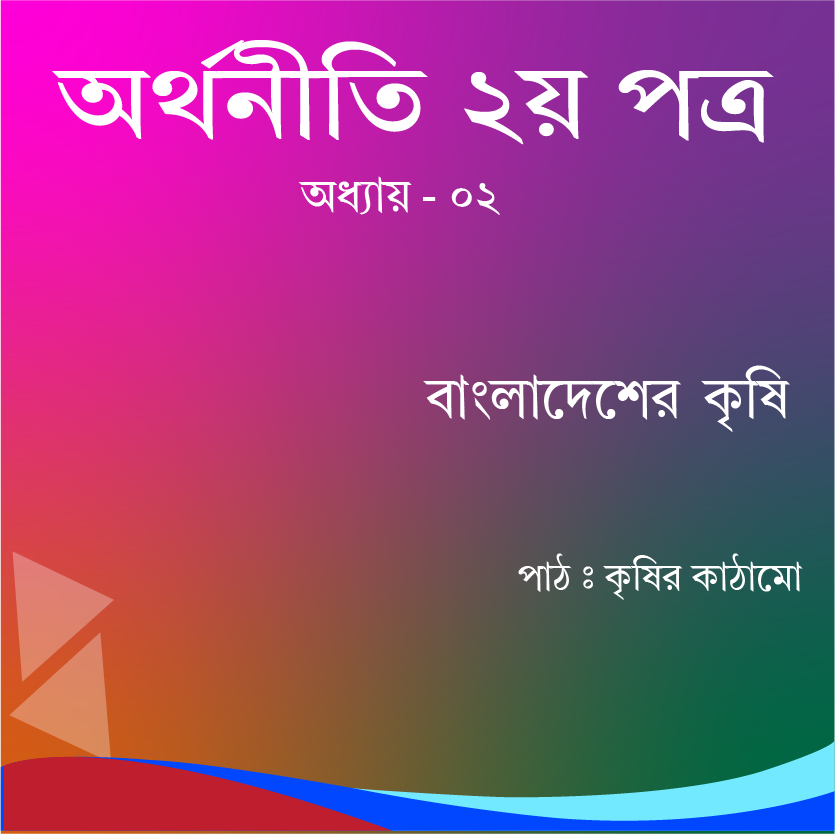 অর্থনীতি ২য় পত্র
অধ্যায় - ০২
বাংলাদেশের কৃষি
পাঠ ঃ কৃষির কাঠামো